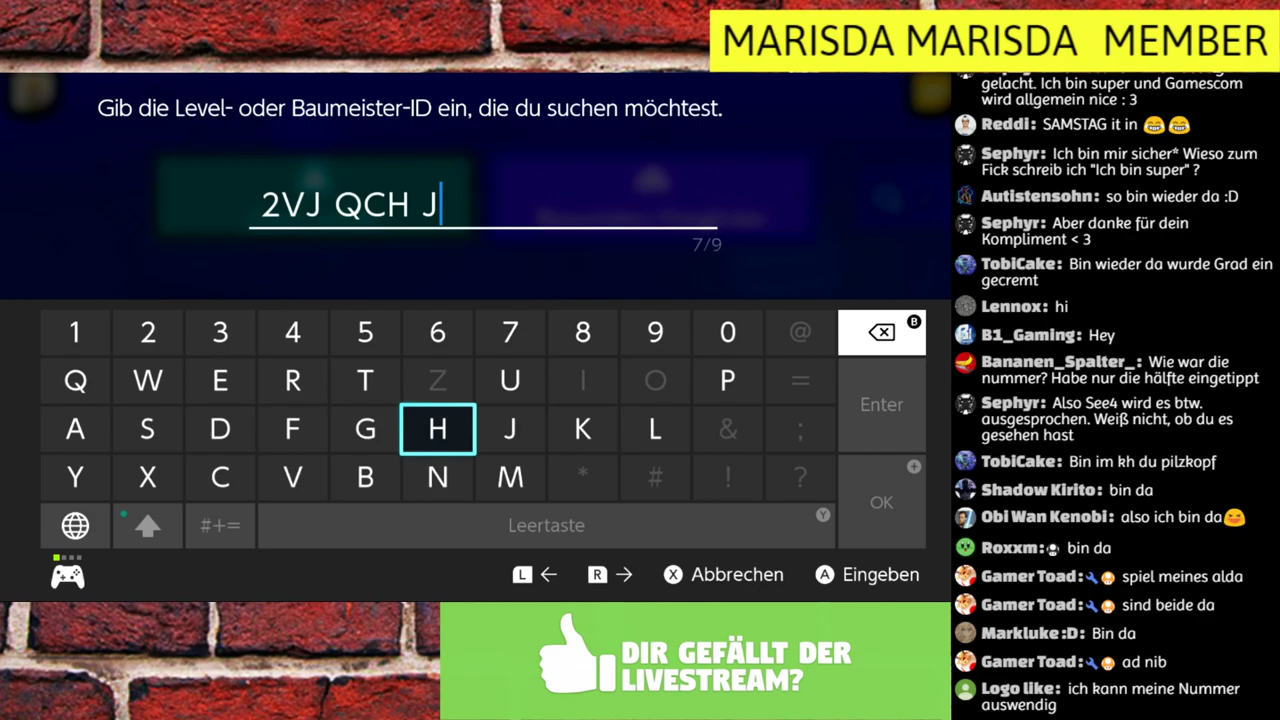 MARISDA MARISDA MEMBER
Gib die Level- oder Baumeister-ID ein, die du suchen möchtest.
2VJ QCH J
7/9
1 2 3 4 5 6 7 8 9 0 @
B
Q W E R T Z U I O P =
Enter
A S D F G H J K L & ;
Y X C V B N M * # ! ?
OK
#+= Leertaste Y
L ← R → X Abbrechen A Eingeben
DIR GEFÄLLT DER
LIVESTREAM?
gelacht. Ich bin super und Gamescom
wird allgemein nice : 3
Reddi: SAMSTAG it in 😂 😂
Sephyr: Ich bin mir sicher* Wieso zum
Fick schreib ich "Ich bin super" ?
Autistensohn: so bin wieder da :D
Sephyr: Aber danke für dein
Kompliment < 3
TobiCake: Bin wieder da wurde Grad ein
gecremt
Lennox: hi
B1_Gaming: Hey
Bananen_Spalter_: Wie war die
nummer? Habe nur die hälfte eingetippt
Sephyr: Also See4 wird es btw.
ausgesprochen. Weiß nicht, ob du es
gesehen hast
TobiCake: Bin im kh du pilzkopf
Shadow Kirito: bin da
Obi Wan Kenobi: also ich bin da😆
Roxxm: bin da
Gamer Toad: spiel meines alda
Gamer Toad: sind beide da
Markluke :D: Bin da
Gamer Toad: ad nib
Logo like: ich kann meine Nummer
auswendig